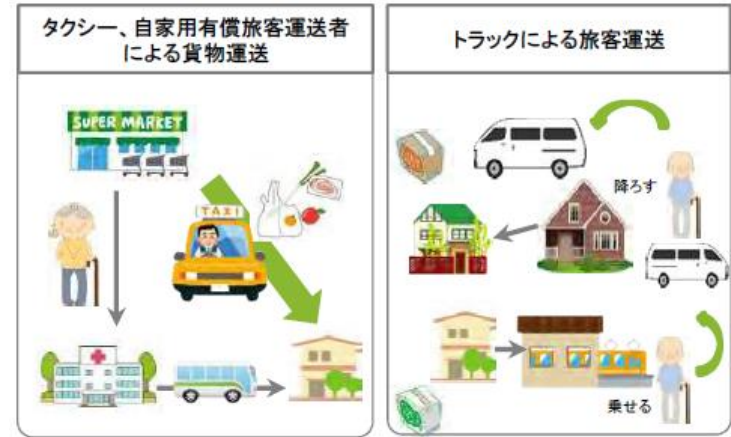 タクシー、自家用有償旅客運送者
による貨物運送
トラックによる旅客運送
SUPER MARKET
TAXI
降ろす
乗せる